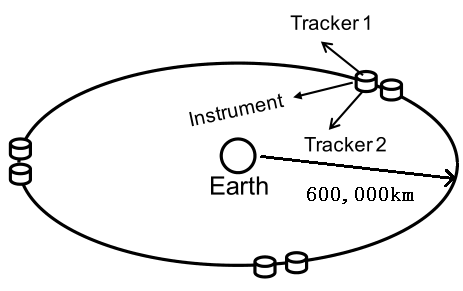 Tracker 1
Instrument
Tracker 2
Earth
600,000km